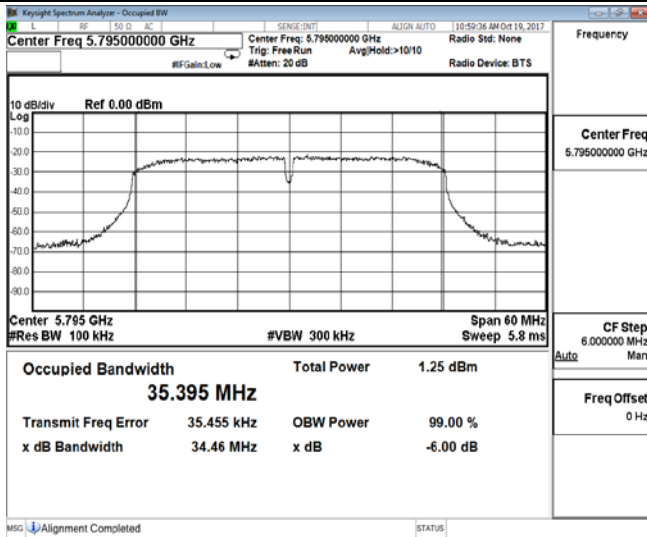 Keysight Spectrum Analyzer - Occupied BW
L RF 50 Ω AC SENSE:INT ALIGN AUTO 10:59:36 AM Oct 19, 2017
Center Freq 5.795000000 GHz Center Freq: 5.795000000 GHz Radio Std: None Frequency
Trig: Free Run Avg|Hold:>10/10
#IFGain:Low #Atten: 20 dB Radio Device: BTS
10 dB/div Ref 0.00 dBm
Log
-10.0
-20.0
-30.0
-40.0
-50.0
-60.0
-70.0
-80.0
-90.0
Center Freq
5.795000000 GHz
Center 5.795 GHz Span 60 MHz
#Res BW 100 kHz #VBW 300 kHz Sweep 5.8 ms
CF Step
6.000000 MHz
Auto Man
Occupied Bandwidth Total Power 1.25 dBm
35.395 MHz
Transmit Freq Error 35.455 kHz OBW Power 99.00 %
x dB Bandwidth 34.46 MHz x dB -6.00 dB
Freq Offset
0 Hz
MSG Alignment Completed STATUS